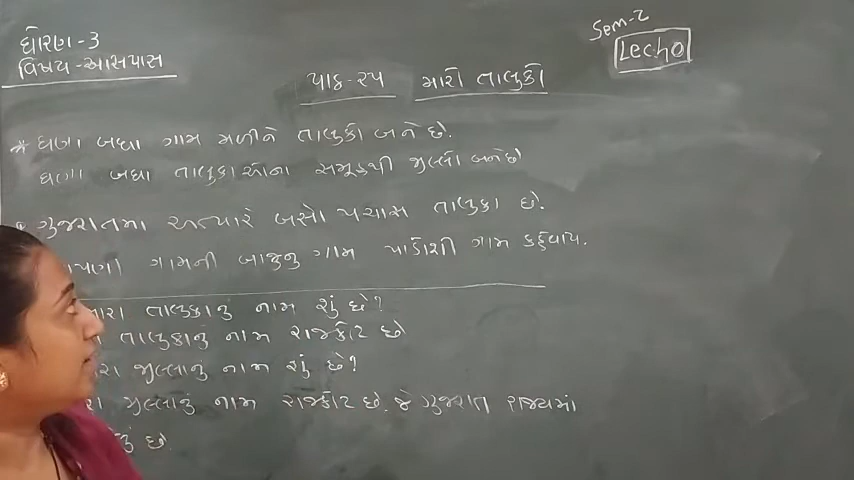 ધોરણ-3
વિષય-આસપાસ
Sem-2
Lec40
પાઠ-૨૫ મારો તાલુકો
* ઘણા બધા ગામ મળીને તાલુકો બને છે.
ઘણા બધા તાલુકાઓના સમૂહથી જીલ્લો બને છે
* ગુજરાતમાં અત્યારે બસો પચાસ તાલુકા છે.
ગામની બાજુનુ ગામ પાડોશી ગામ કહેવાય.
તાલુકાનું નામ શું છે?
તાલુકાનું નામ રાજકોટ છે
જીલ્લાનું નામ શું છે?
જીલ્લાનું નામ રાજકોટ છે. જે ગુજરાત રાજ્યમાં
છે.